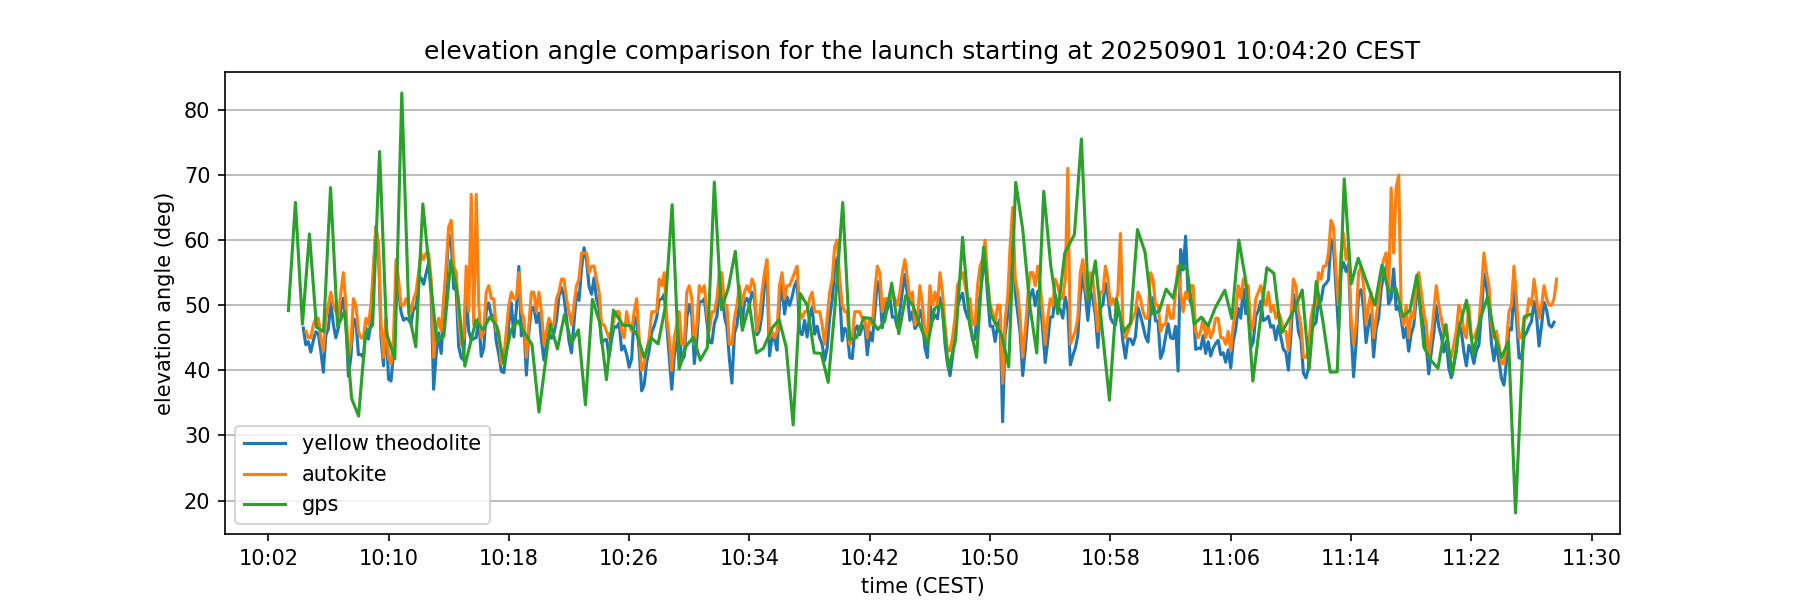 elevation angle comparison for the launch starting at 20250901 10:04:20 CEST
elevation angle (deg)
80
70
60
50
40
30
20
yellow theodolite
autokite
gps
10:02 10:10 10:18 10:26 10:34 10:42 10:50 10:58 11:06 11:14 11:22 11:30
time (CEST)